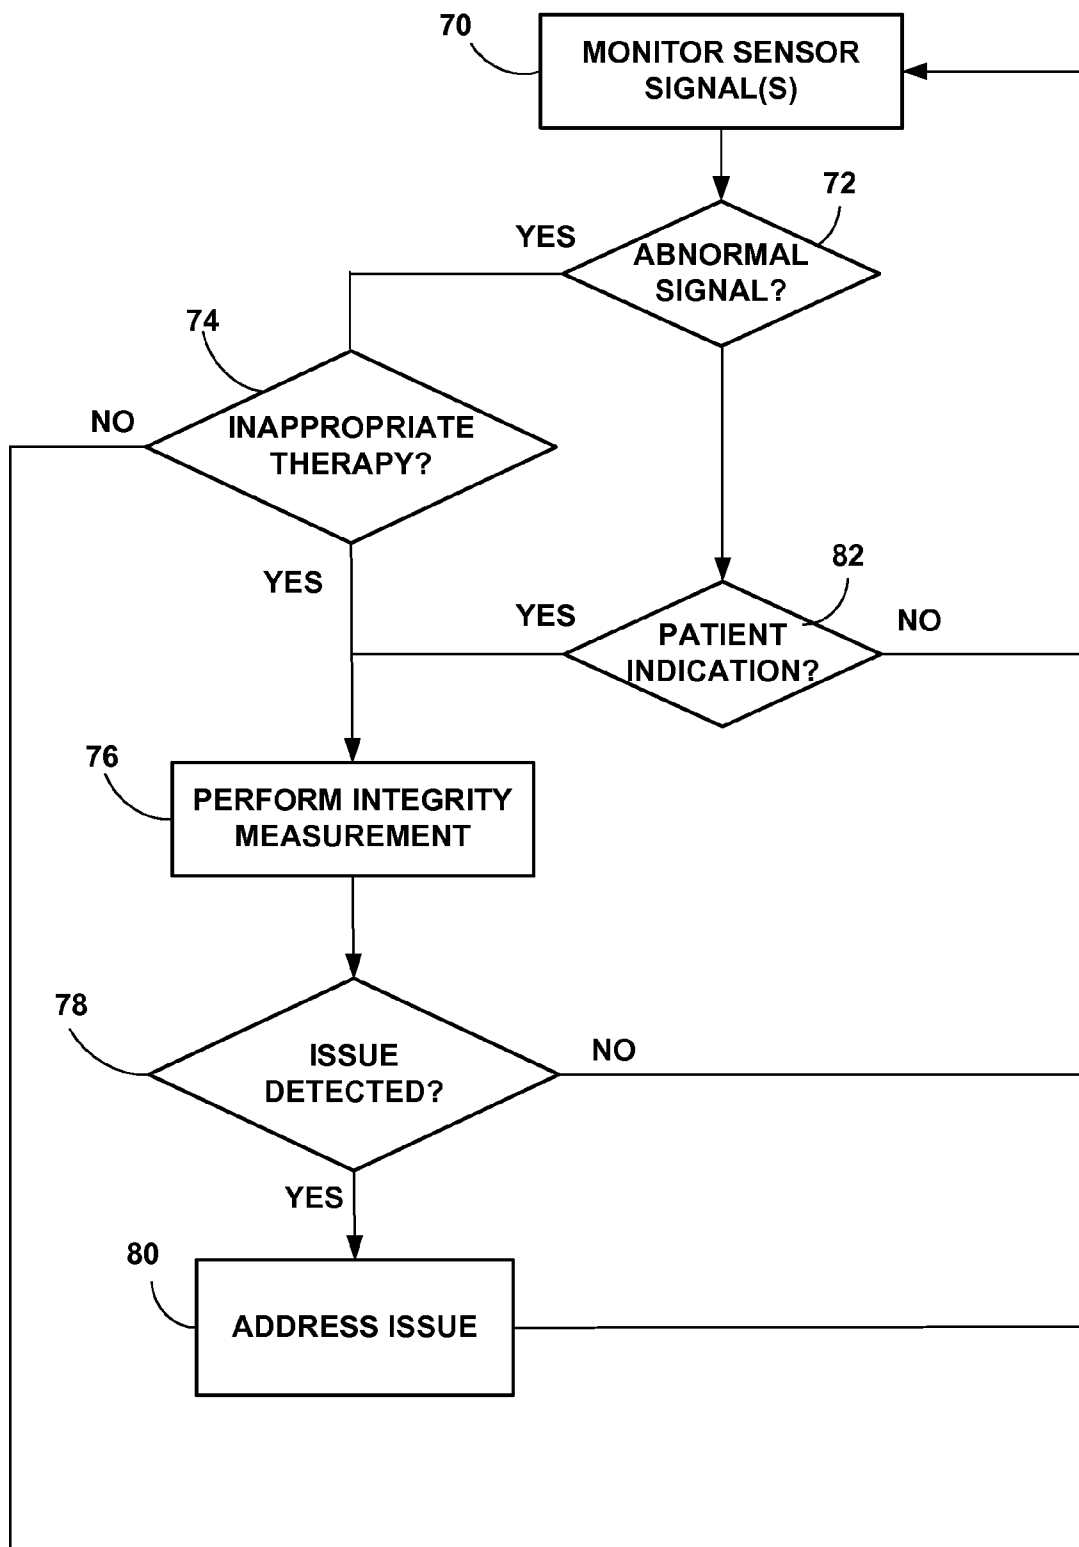 70
MONITOR SENSOR
SIGNAL(S)
72
YES
ABNORMAL
SIGNAL?
74
NO
INAPPROPRIATE
THERAPY?
YES
82
YES
PATIENT
INDICATION?
NO
76
PERFORM INTEGRITY
MEASUREMENT
78
ISSUE
DETECTED?
NO
YES
80
ADDRESS ISSUE